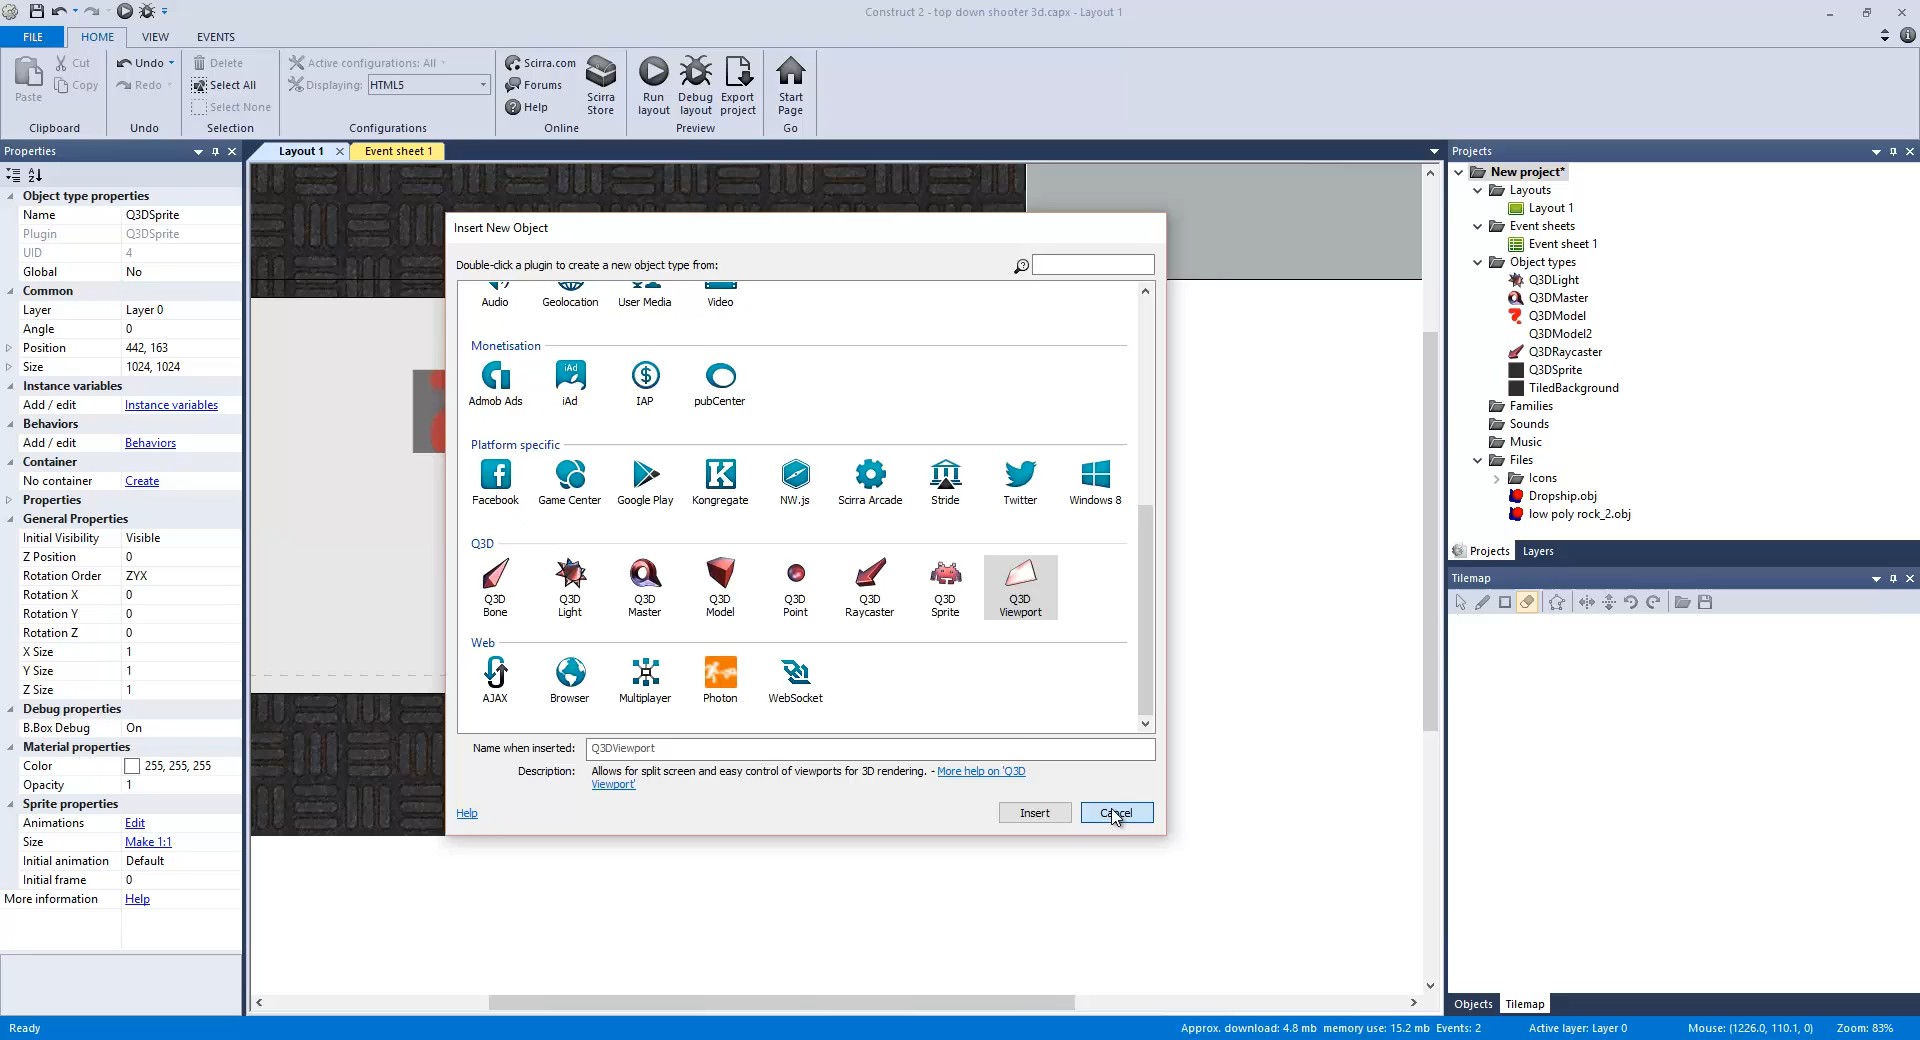 Construct 2 - top down shooter 3d.capx - Layout 1
FILE HOME VIEW EVENTS
Paste Cut Copy Clipboard
Undo Redo Undo
Delete Select All Select None Selection
Active configurations: All
Displaying: HTML5
Configurations
Scirra.com Forums Help Scirra Store Online
Run layout Debug layout Export project Preview
Start Page Go
Properties
Object type properties
Name Q3DSprite
Plugin Q3DSprite
UID 4
Global No
Common
Layer Layer 0
Angle 0
Position 442, 163
Size 1024, 1024
Instance variables
Add / edit Instance variables
Behaviors
Add / edit Behaviors
Container
No container Create
Properties
General Properties
Initial Visibility Visible
Z Position 0
Rotation Order ZYX
Rotation X 0
Rotation Y 0
Rotation Z 0
X Size 1
Y Size 1
Z Size 1
Debug properties
B.Box Debug On
Material properties
Color 255, 255, 255
Opacity 1
Sprite properties
Animations Edit
Size Make 1:1
Initial animation Default
Initial frame 0
More information Help
Layout 1 Event sheet 1
Insert New Object
Double-click a plugin to create a new object type from:
Audio Geolocation User Media Video
Monetisation
Admob Ads iAd IAP pubCenter
Platform specific
Facebook Game Center Google Play Kongregate NW.js Scirra Arcade Stride Twitter Windows 8
Q3D
Q3D Bone Q3D Light Q3D Master Q3D Model Q3D Point Q3D Raycaster Q3D Sprite Q3D Viewport
Web
AJAX Browser Multiplayer Photon WebSocket
Name when inserted: Q3DViewport
Description: Allows for split screen and easy control of viewports for 3D rendering. - More help on 'Q3D
Viewport'
Help Insert Cancel
Projects
New project*
Layouts
Layout 1
Event sheets
Event sheet 1
Object types
Q3DLight
Q3DMaster
Q3DModel
Q3DModel2
Q3DRaycaster
Q3DSprite
TiledBackground
Families
Sounds
Music
Files
Icons
Dropship.obj
low poly rock_2.obj
Projects Layers
Tilemap
Objects Tilemap
Ready Approx. download: 4.8 mb memory use: 15.2 mb Events: 2 Active layer: Layer 0 Mouse: (1226.0, 110.1, 0) Zoom: 83%